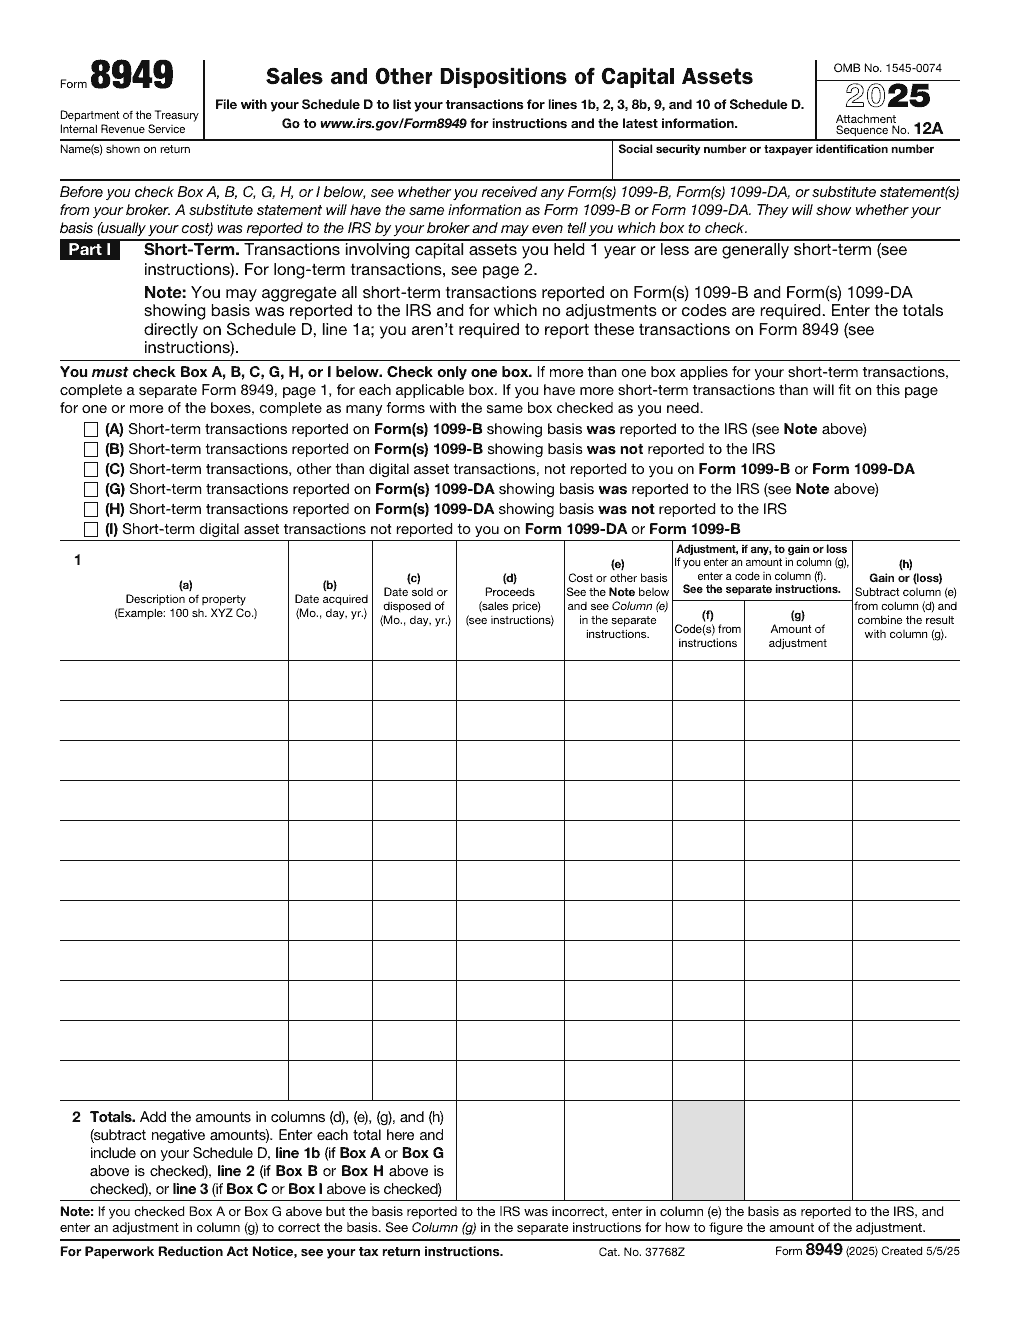 Form 8949
Department of the Treasury
Internal Revenue Service
Sales and Other Dispositions of Capital Assets
File with your Schedule D to list your transactions for lines 1b, 2, 3, 8b, 9, and 10 of Schedule D.
Go to www.irs.gov/Form8949 for instructions and the latest information.
OMB No. 1545-0074
2025
Attachment
Sequence No. 12A
Name(s) shown on return
Social security number or taxpayer identification number
Before you check Box A, B, C, G, H, or I below, see whether you received any Form(s) 1099-B, Form(s) 1099-DA, or substitute statement(s)
from your broker. A substitute statement will have the same information as Form 1099-B or Form 1099-DA. They will show whether your
basis (usually your cost) was reported to the IRS by your broker and may even tell you which box to check.
Part I
Short-Term. Transactions involving capital assets you held 1 year or less are generally short-term (see
instructions). For long-term transactions, see page 2.
Note: You may aggregate all short-term transactions reported on Form(s) 1099-B and Form(s) 1099-DA
showing basis was reported to the IRS and for which no adjustments or codes are required. Enter the totals
directly on Schedule D, line 1a; you aren't required to report these transactions on Form 8949 (see
instructions).
You must check Box A, B, C, G, H, or I below. Check only one box. If more than one box applies for your short-term transactions,
complete a separate Form 8949, page 1, for each applicable box. If you have more short-term transactions than will fit on this page
for one or more of the boxes, complete as many forms with the same box checked as you need.
(A) Short-term transactions reported on Form(s) 1099-B showing basis was reported to the IRS (see Note above)
(B) Short-term transactions reported on Form(s) 1099-B showing basis was not reported to the IRS
(C) Short-term transactions, other than digital asset transactions, not reported to you on Form 1099-B or Form 1099-DA
(G) Short-term transactions reported on Form(s) 1099-DA showing basis was reported to the IRS (see Note above)
(H) Short-term transactions reported on Form(s) 1099-DA showing basis was not reported to the IRS
(I) Short-term digital asset transactions not reported to you on Form 1099-DA or Form 1099-B
1
(a)
Description of property
(Example: 100 sh. XYZ Co.)
(b)
Date acquired
(Mo., day, yr.)
(c)
Date sold or
disposed of
(Mo., day, yr.)
(d)
Proceeds
(sales price)
(see instructions)
(e)
Cost or other basis
See the Note below
and see Column (e)
in the separate
instructions.
Adjustment, if any, to gain or loss
If you enter an amount in column (g),
enter a code in column (f).
See the separate instructions.
(f)
Code(s) from
instructions
(g)
Amount of
adjustment
(h)
Gain or (loss)
Subtract column (e)
from column (d) and
combine the result
with column (g).
2 Totals. Add the amounts in columns (d), (e), (g), and (h)
(subtract negative amounts). Enter each total here and
include on your Schedule D, line 1b (if Box A or Box G
above is checked), line 2 (if Box B or Box H above is
checked), or line 3 (if Box C or Box I above is checked)
Note: If you checked Box A or Box G above but the basis reported to the IRS was incorrect, enter in column (e) the basis as reported to the IRS, and
enter an adjustment in column (g) to correct the basis. See Column (g) in the separate instructions for how to figure the amount of the adjustment.
For Paperwork Reduction Act Notice, see your tax return instructions.
Cat. No. 37768Z
Form 8949 (2025) Created 5/5/25